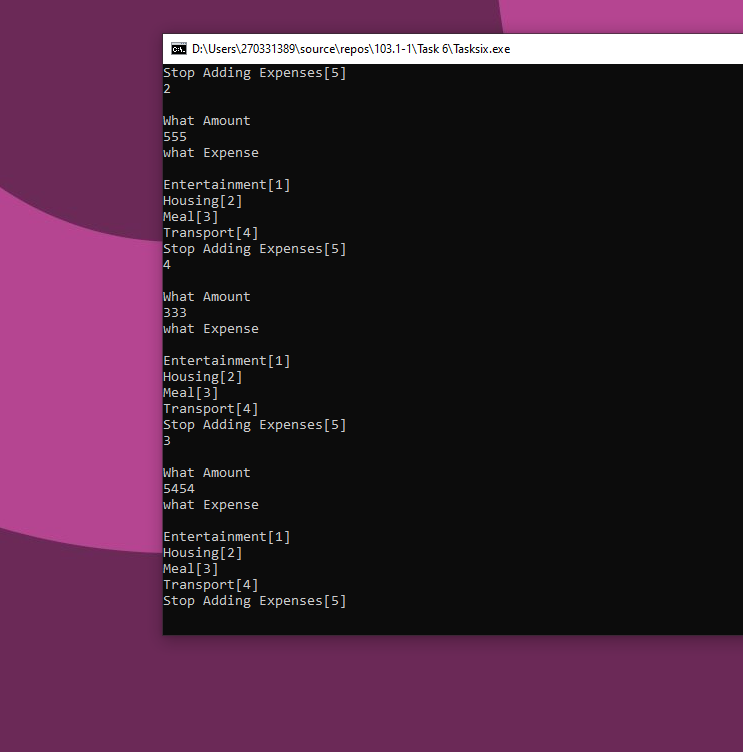 D:\Users\270331389\source\repos\103.1-1\Task 6\Tasksix.exe
Stop Adding Expenses[5]
2
What Amount
555
what Expense
Entertainment[1]
Housing[2]
Meal[3]
Transport[4]
Stop Adding Expenses[5]
4
What Amount
333
what Expense
Entertainment[1]
Housing[2]
Meal[3]
Transport[4]
Stop Adding Expenses[5]
3
What Amount
5454
what Expense
Entertainment[1]
Housing[2]
Meal[3]
Transport[4]
Stop Adding Expenses[5]